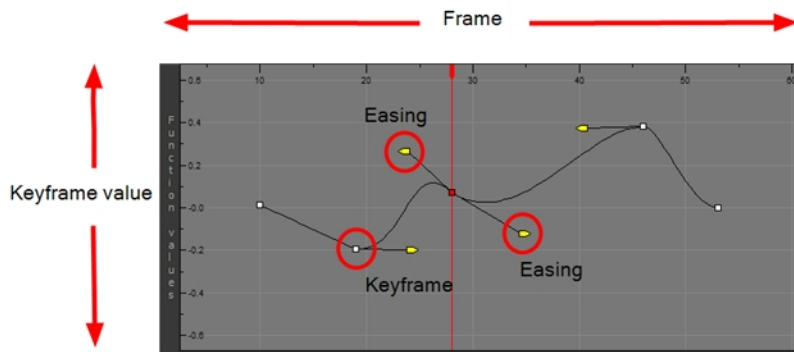 Frame
10
20
30
40
50
60
0.6
0.4
0.2
-0.0
-0.2
-0.4
-0.6
Function values
Easing
Keyframe value
Keyframe
Easing